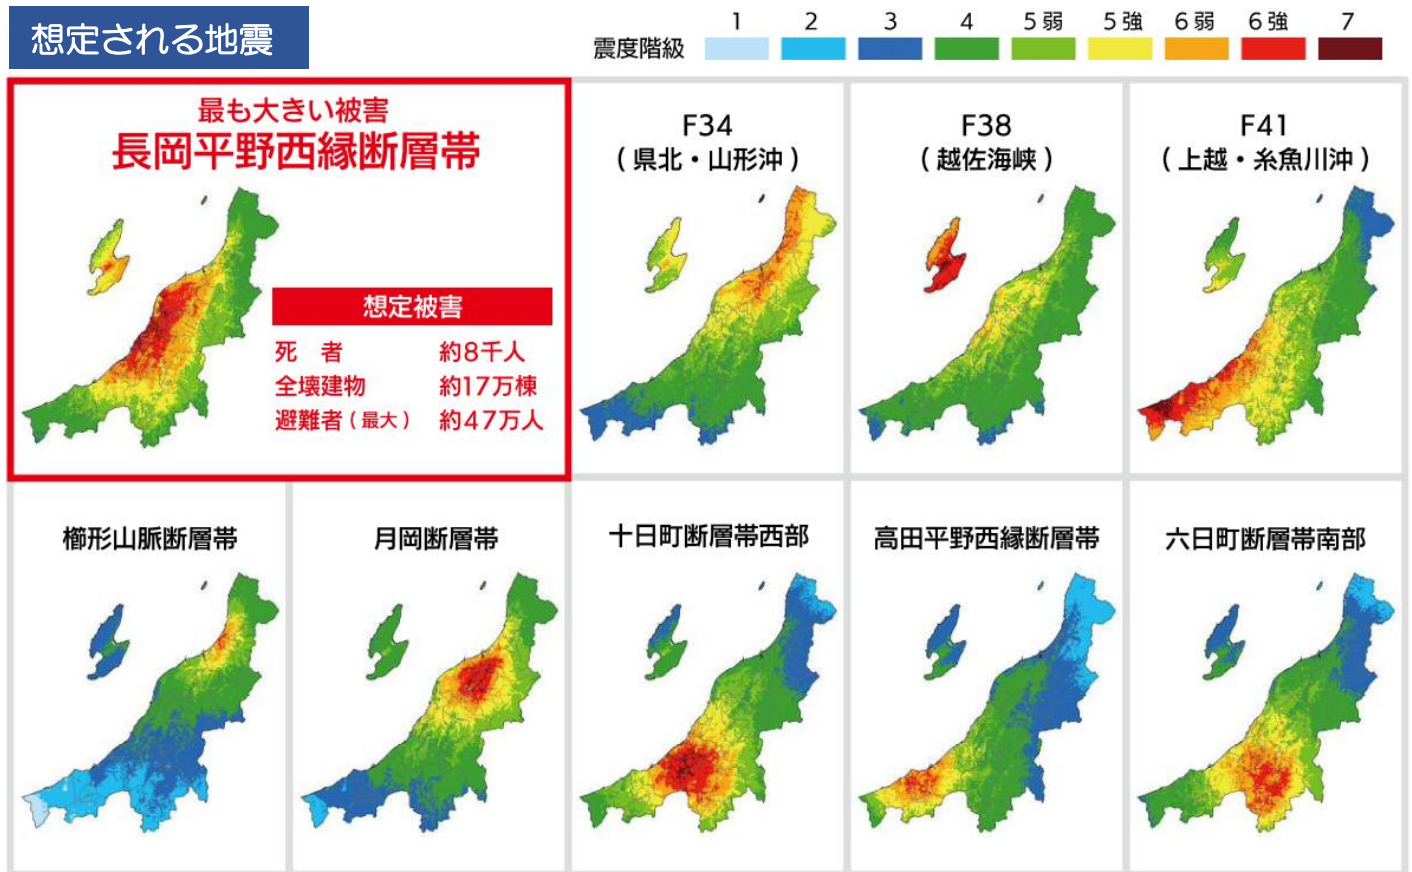 想定される地震
震度階級 1 2 3 4 5弱 5強 6弱 6強 7
最も大きい被害
長岡平野西縁断層帯
想定被害
死 者 約8千人
全壊建物 約17万棟
避難者(最大) 約47万人
F34
(県北・山形沖)
F38
(越佐海峡)
F41
(上越・糸魚川沖)
櫛形山脈断層帯
月岡断層帯
十日町断層帯西部
高田平野西縁断層帯
六日町断層帯南部